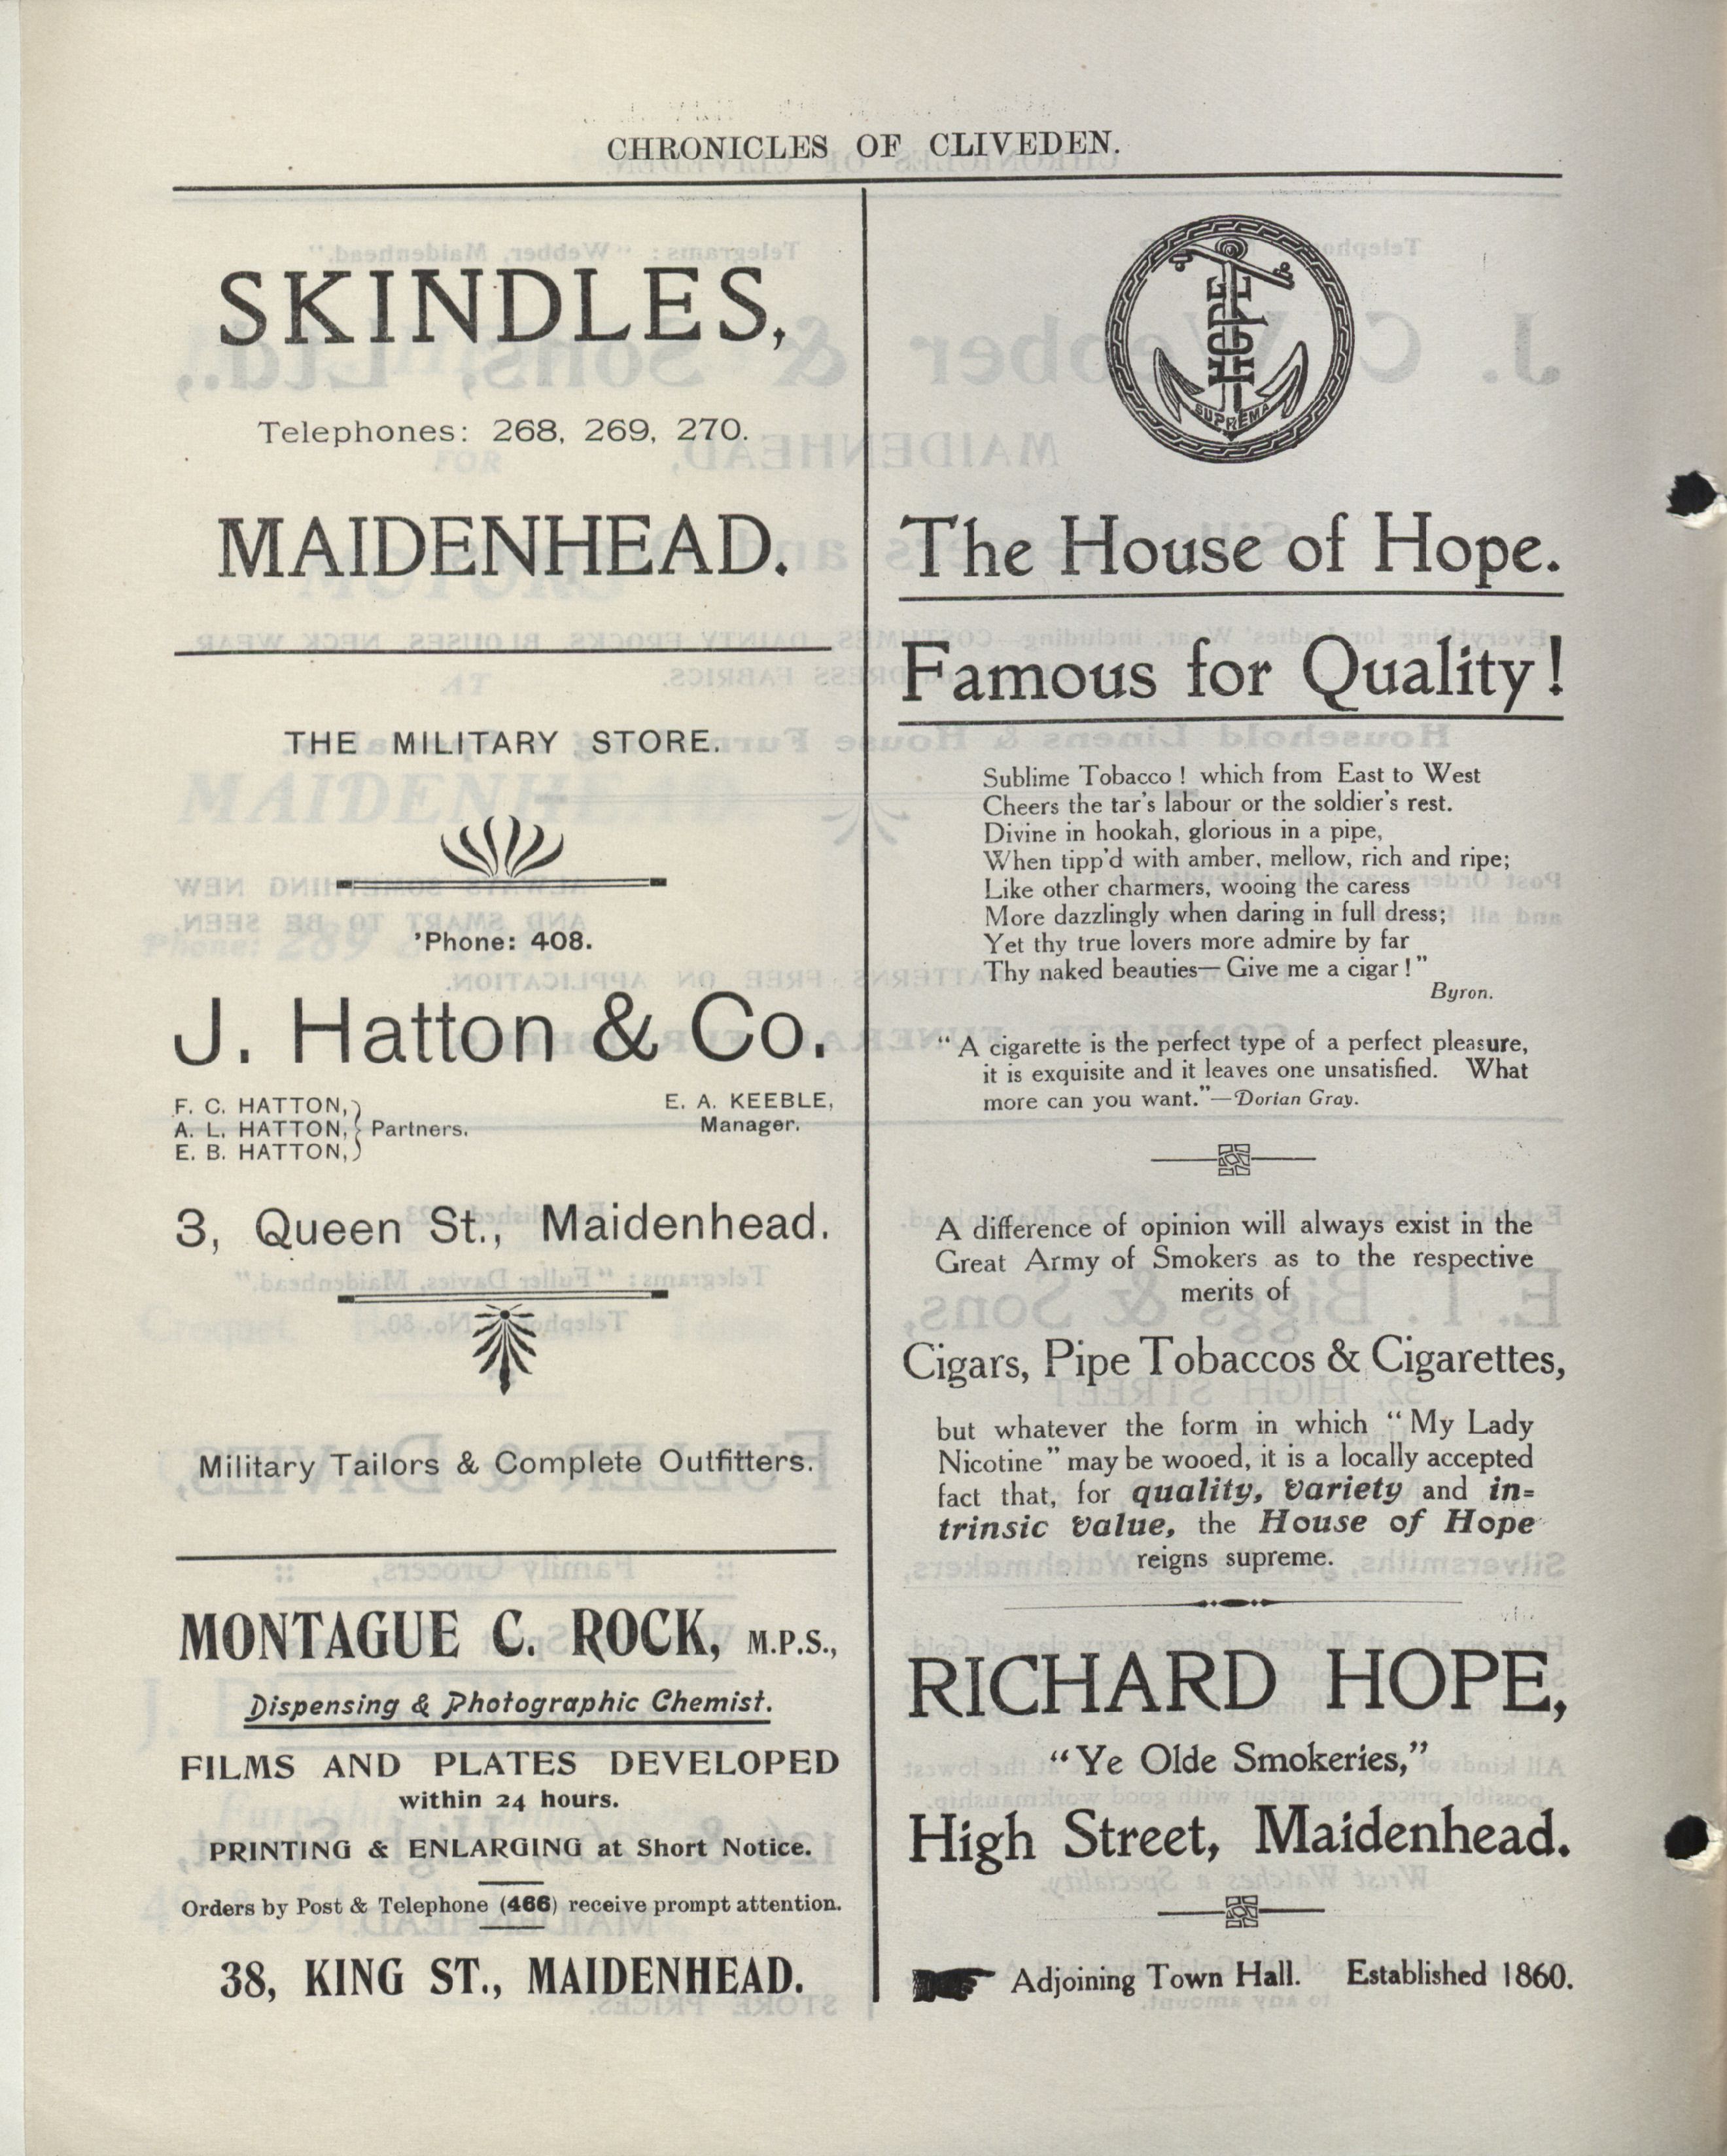 CHRONICLES OF CLIVEDEN.
SKINDLES,
Telephones: 268, 269, 270.
MAIDENHEAD.
THE MILITARY STORE.
'Phone: 408.
J. Hatton & Co.
F. C. HATTON,
A. L. HATTON, } Partners.
E. B. HATTON,
E. A. KEEBLE,
Manager.
3, Queen St., Maidenhead.
Military Tailors & Complete Outfitters.
MONTAGUE C. ROCK, M.P.S.,
Dispensing & Photographic Chemist.
FILMS AND PLATES DEVELOPED
within 24 hours.
PRINTING & ENLARGING at Short Notice.
Orders by Post & Telephone (466) receive prompt attention.
38, KING ST., MAIDENHEAD.
HOPE
SUPREMA
The House of Hope.
Famous for Quality!
Sublime Tobacco! which from East to West
Cheers the tar's labour or the soldier's rest.
Divine in hookah, glorious in a pipe,
When tipp'd with amber, mellow, rich and ripe;
Like other charmers, wooing the caress
More dazzlingly when daring in full dress;
Yet thy true lovers more admire by far
Thy naked beauties—Give me a cigar!"
Byron.
"A cigarette is the perfect type of a perfect pleasure,
it is exquisite and it leaves one unsatisfied. What
more can you want."—Dorian Gray.
A difference of opinion will always exist in the
Great Army of Smokers as to the respective
merits of
Cigars, Pipe Tobaccos & Cigarettes,
but whatever the form in which "My Lady
Nicotine" may be wooed, it is a locally accepted
fact that, for quality, variety and in=
trinsic value, the House of Hope
reigns supreme.
RICHARD HOPE,
"Ye Olde Smokeries,"
High Street, Maidenhead.
Adjoining Town Hall. Established 1860.